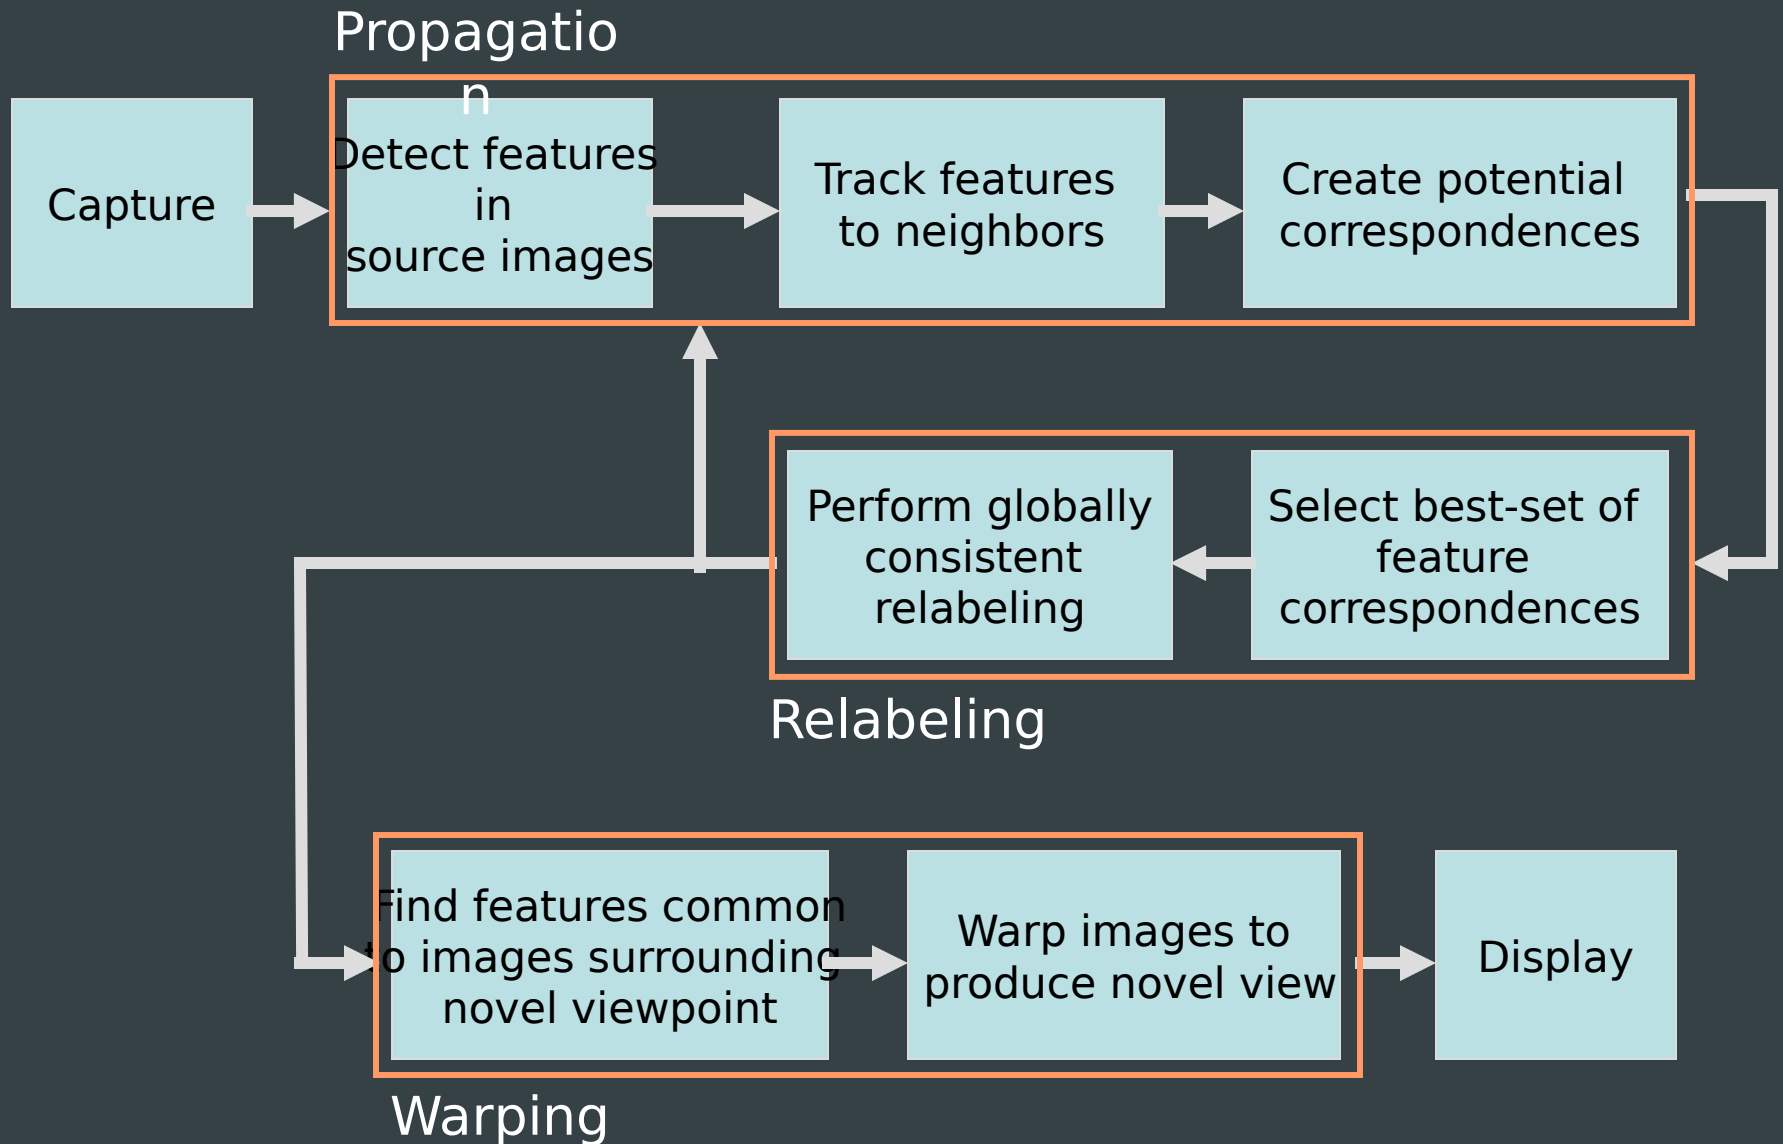 Propagatio
n
Capture
Detect features
in
source images
Track features
to neighbors
Create potential
correspondences
Perform globally
consistent
relabeling
Select best-set of
feature
correspondences
Relabeling
Find features common
to images surrounding
novel viewpoint
Warp images to
produce novel view
Display
Warping